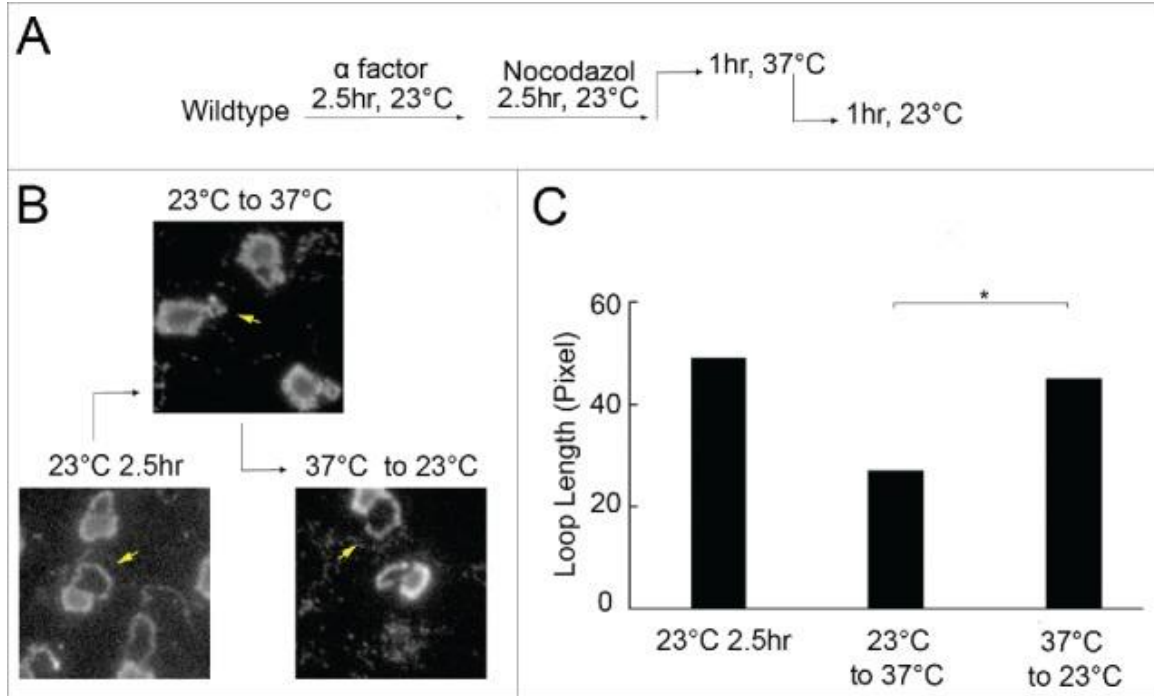 A
Wildtype
α factor
2.5hr, 23°C
Nocodazol
2.5hr, 23°C
1hr, 37°C
1hr, 23°C
B
23°C to 37°C
23°C 2.5hr
37°C to 23°C
C
Loop Length (Pixel)
60
40
20
0
*
23°C 2.5hr
23°C
to 37°C
37°C
to 23°C